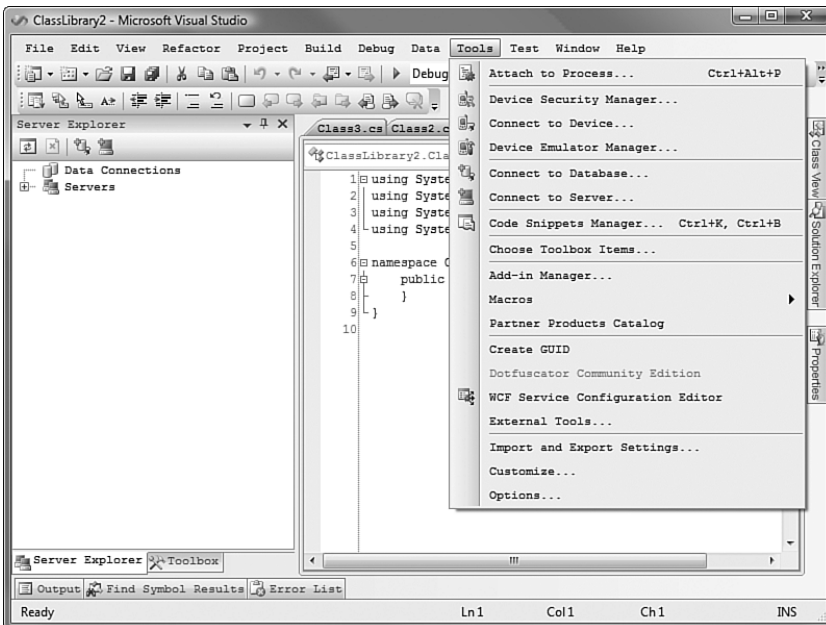 ClassLibrary2 - Microsoft Visual Studio
File Edit View Refactor Project Build Debug Data Tools Test Window Help
Debug
Server Explorer
Data Connections
Servers
Class3.cs Class2.c
ClassLibrary2.Cla
1 using Syste
2 using Syste
3 using Syste
4 using Syste
5
6 namespace C
7 public
8 }
9 }
10
Attach to Process... Ctrl+Alt+P
Device Security Manager...
Connect to Device...
Device Emulator Manager...
Connect to Database...
Connect to Server...
Code Snippets Manager... Ctrl+K, Ctrl+B
Choose Toolbox Items...
Add-in Manager...
Macros
Partner Products Catalog
Create GUID
Dotfuscator Community Edition
WCF Service Configuration Editor
External Tools...
Import and Export Settings...
Customize...
Options...
Class View
Solution Explorer
Properties
Server Explorer Toolbox
Output Find Symbol Results Error List
Ready Ln 1 Col 1 Ch 1 INS